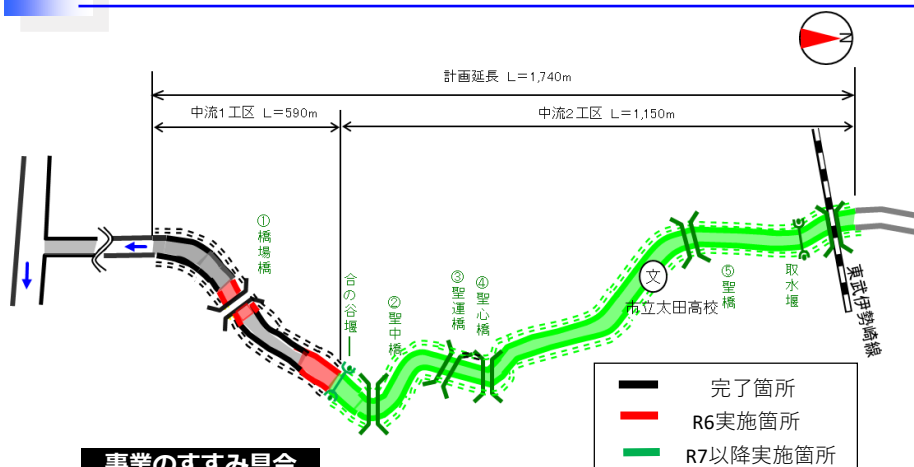 N
計画延長 L=1,740m
中流1工区 L=590m
中流2工区 L=1,150m
①橋場橋
合の谷堰
②聖中橋
③聖運橋
④聖心橋
文
市立太田高校
⑤聖橋
取水堰
東武伊勢崎線
完了箇所
R6実施箇所
R7以降実施箇所
事業のすすみ具合